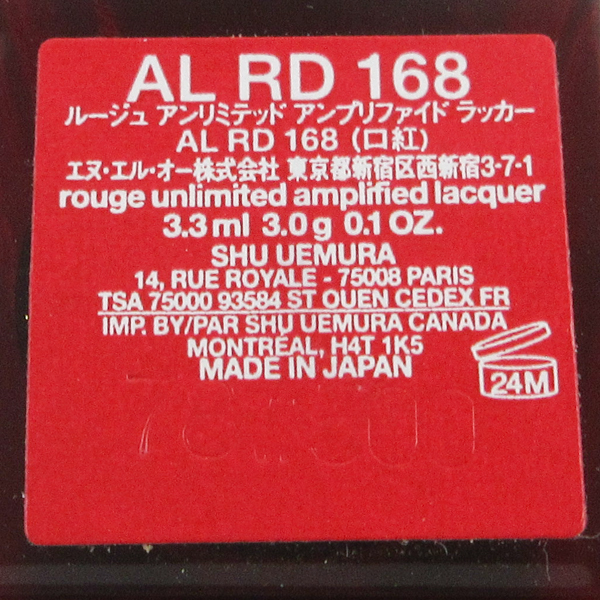 AL RD 168
ルージュ アンリミテッド アンプリファイド ラッカー
AL RD 168 (口紅)
エヌ・エル・オー株式会社 東京都新宿区西新宿3-7-1
rouge unlimited amplified lacquer
3.3 ml 3.0 g 0.1 OZ.
SHU UEMURA
14, RUE ROYALE - 75008 PARIS
TSA 75000 93584 ST OUEN CEDEX FR
IMP. BY/PAR SHU UEMURA CANADA
MONTRÉAL, H4T 1K5
MADE IN JAPAN
24M